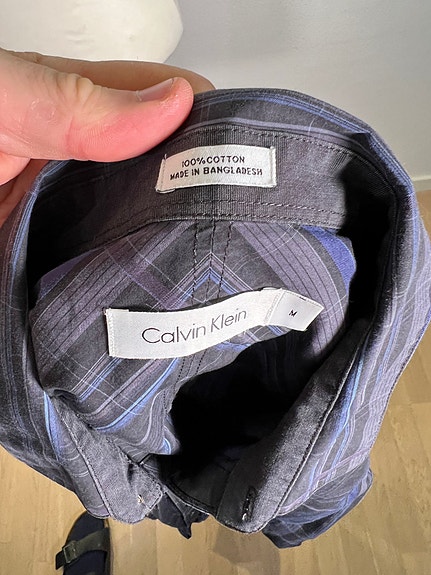 100% COTTON
MADE IN BANGLADESH
Calvin Klein
M